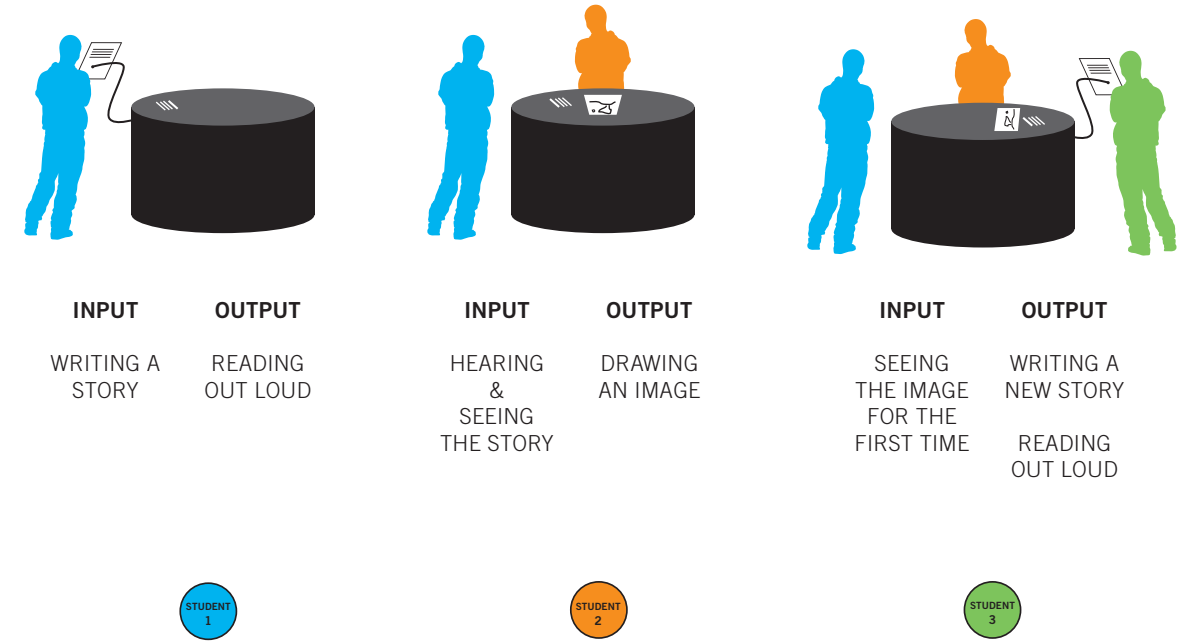 INPUT
WRITING A
STORY
OUTPUT
READING
OUT LOUD
INPUT
HEARING
&
SEEING
THE STORY
OUTPUT
DRAWING
AN IMAGE
INPUT
SEEING
THE IMAGE
FOR THE
FIRST TIME
OUTPUT
WRITING A
NEW STORY
READING
OUT LOUD
STUDENT
1
STUDENT
2
STUDENT
3